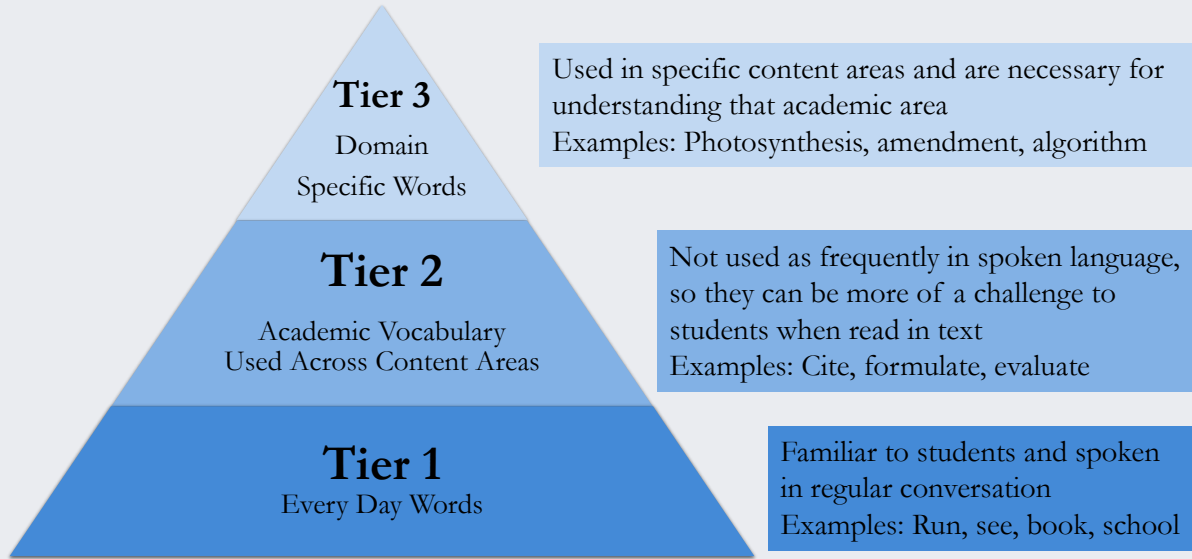 Tier 3
Domain
Specific Words
Used in specific content areas and are necessary for
understanding that academic area
Examples: Photosynthesis, amendment, algorithm
Tier 2
Academic Vocabulary
Used Across Content Areas
Not used as frequently in spoken language,
so they can be more of a challenge to
students when read in text
Examples: Cite, formulate, evaluate
Tier 1
Every Day Words
Familiar to students and spoken
in regular conversation
Examples: Run, see, book, school